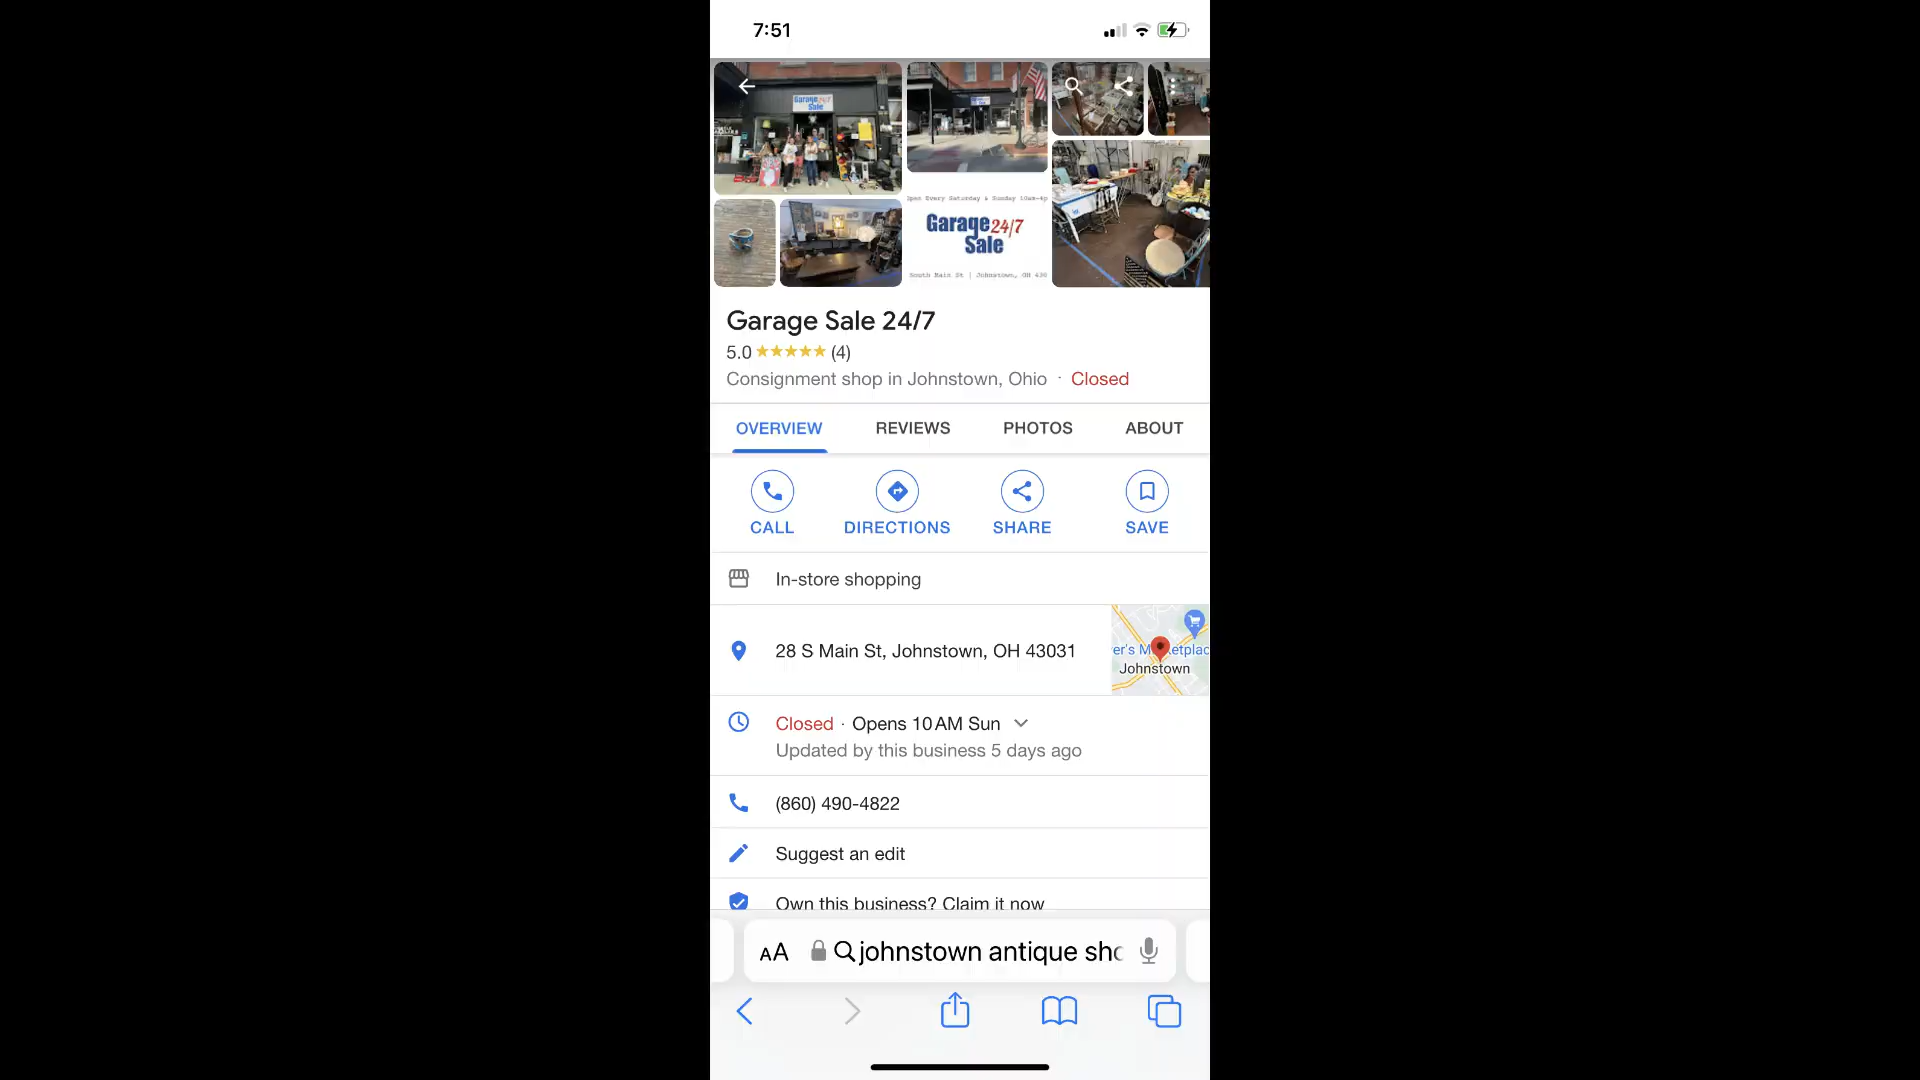 7:51
Garage 24/7
Sale
Open Every Saturday & Sunday 10am-4p
Garage 24/7
Sale
South Main St | Johnstown, OH 430
Garage Sale 24/7
5.0 ★★★★★ (4)
Consignment shop in Johnstown, Ohio · Closed
OVERVIEW REVIEWS PHOTOS ABOUT
CALL DIRECTIONS SHARE SAVE
In-store shopping
28 S Main St, Johnstown, OH 43031
Johnstown
Closed · Opens 10 AM Sun
Updated by this business 5 days ago
(860) 490-4822
Suggest an edit
Own this business? Claim it now
AA johnstown antique sho